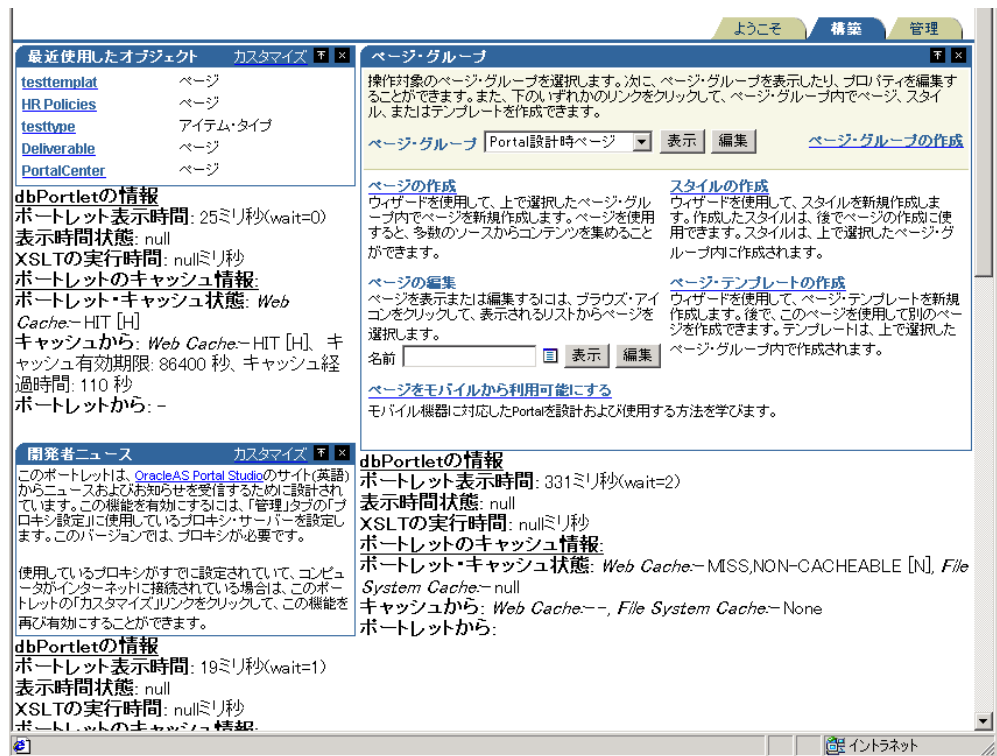 ようこそ 構築 管理
最近使用したオブジェクト カスタマイズ
testtemplat ページ
HR Policies ページ
testtype アイテム・タイプ
Deliverable ページ
PortalCenter ページ
dbPortletの情報
ポートレット表示時間: 25ミリ秒(wait=0)
表示時間状態: null
XSLTの実行時間: nullミリ秒
ポートレットのキャッシュ情報:
ポートレット・キャッシュ状態: Web
Cache:–HIT [H]
キャッシュから: Web Cache:–HIT [H]、キ
ャッシュ有効期限: 86400 秒、キャッシュ経
過時間: 110 秒
ポートレットから: –
開発者ニュース カスタマイズ
このポートレットは、OracleAS Portal Studioのサイト(英語)
からニュースおよびお知らせを受信するために設計され
ています。この機能を有効にするには、「管理」タブの「プ
ロキシ設定」に使用しているプロキシ・サーバーを設定し
ます。このバージョンでは、プロキシが必要です。
使用しているプロキシがすでに設定されていて、コンピュ
ータがインターネットに接続されている場合は、このポー
トレットの「カスタマイズ」リンクをクリックして、この機能を
再び有効にすることができます。
dbPortletの情報
ポートレット表示時間: 19ミリ秒(wait=1)
表示時間状態: null
XSLTの実行時間: nullミリ秒
ポートレットのキャッシュ情報:
ページ・グループ
操作対象のページ・グループを選択します。次に、ページ・グループを表示したり、プロパティを編集す
ることができます。また、下のいずれかのリンクをクリックして、ページ・グループ内でページ、スタイ
ル、またはテンプレートを作成できます。
ページ・グループ Portal設計時ページ 表示 編集 ページ・グループの作成
ページの作成
ウィザードを使用して、上で選択したページ・グル
ープ内でページを新規作成します。ページを使用
すると、多数のソースからコンテンツを集めること
ができます。
スタイルの作成
ウィザードを使用して、スタイルを新規作成しま
す。作成したスタイルは、後でページの作成に使
用できます。スタイルは、上で選択したページ・グ
ループ内に作成されます。
ページの編集
ページを表示または編集するには、ブラウズ・アイ
コンをクリックして、表示されるリストからページを
選択します。
名前 表示 編集
ページ・テンプレートの作成
ウィザードを使用して、ページ・テンプレートを新規
作成します。後で、このページを使用して別のペー
ジを作成できます。テンプレートは、上で選択した
ページ・グループ内で作成されます。
ページをモバイルから利用可能にする
モバイル機器に対応したPortalを設計および使用する方法を学びます。
dbPortletの情報
ポートレット表示時間: 331ミリ秒(wait=2)
表示時間状態: null
XSLTの実行時間: nullミリ秒
ポートレットのキャッシュ情報:
ポートレット・キャッシュ状態: Web Cache:–MISS,NON-CACHEABLE [N], File
System Cache:–null
キャッシュから: Web Cache:––, File System Cache:–None
ポートレットから:
イントラネット